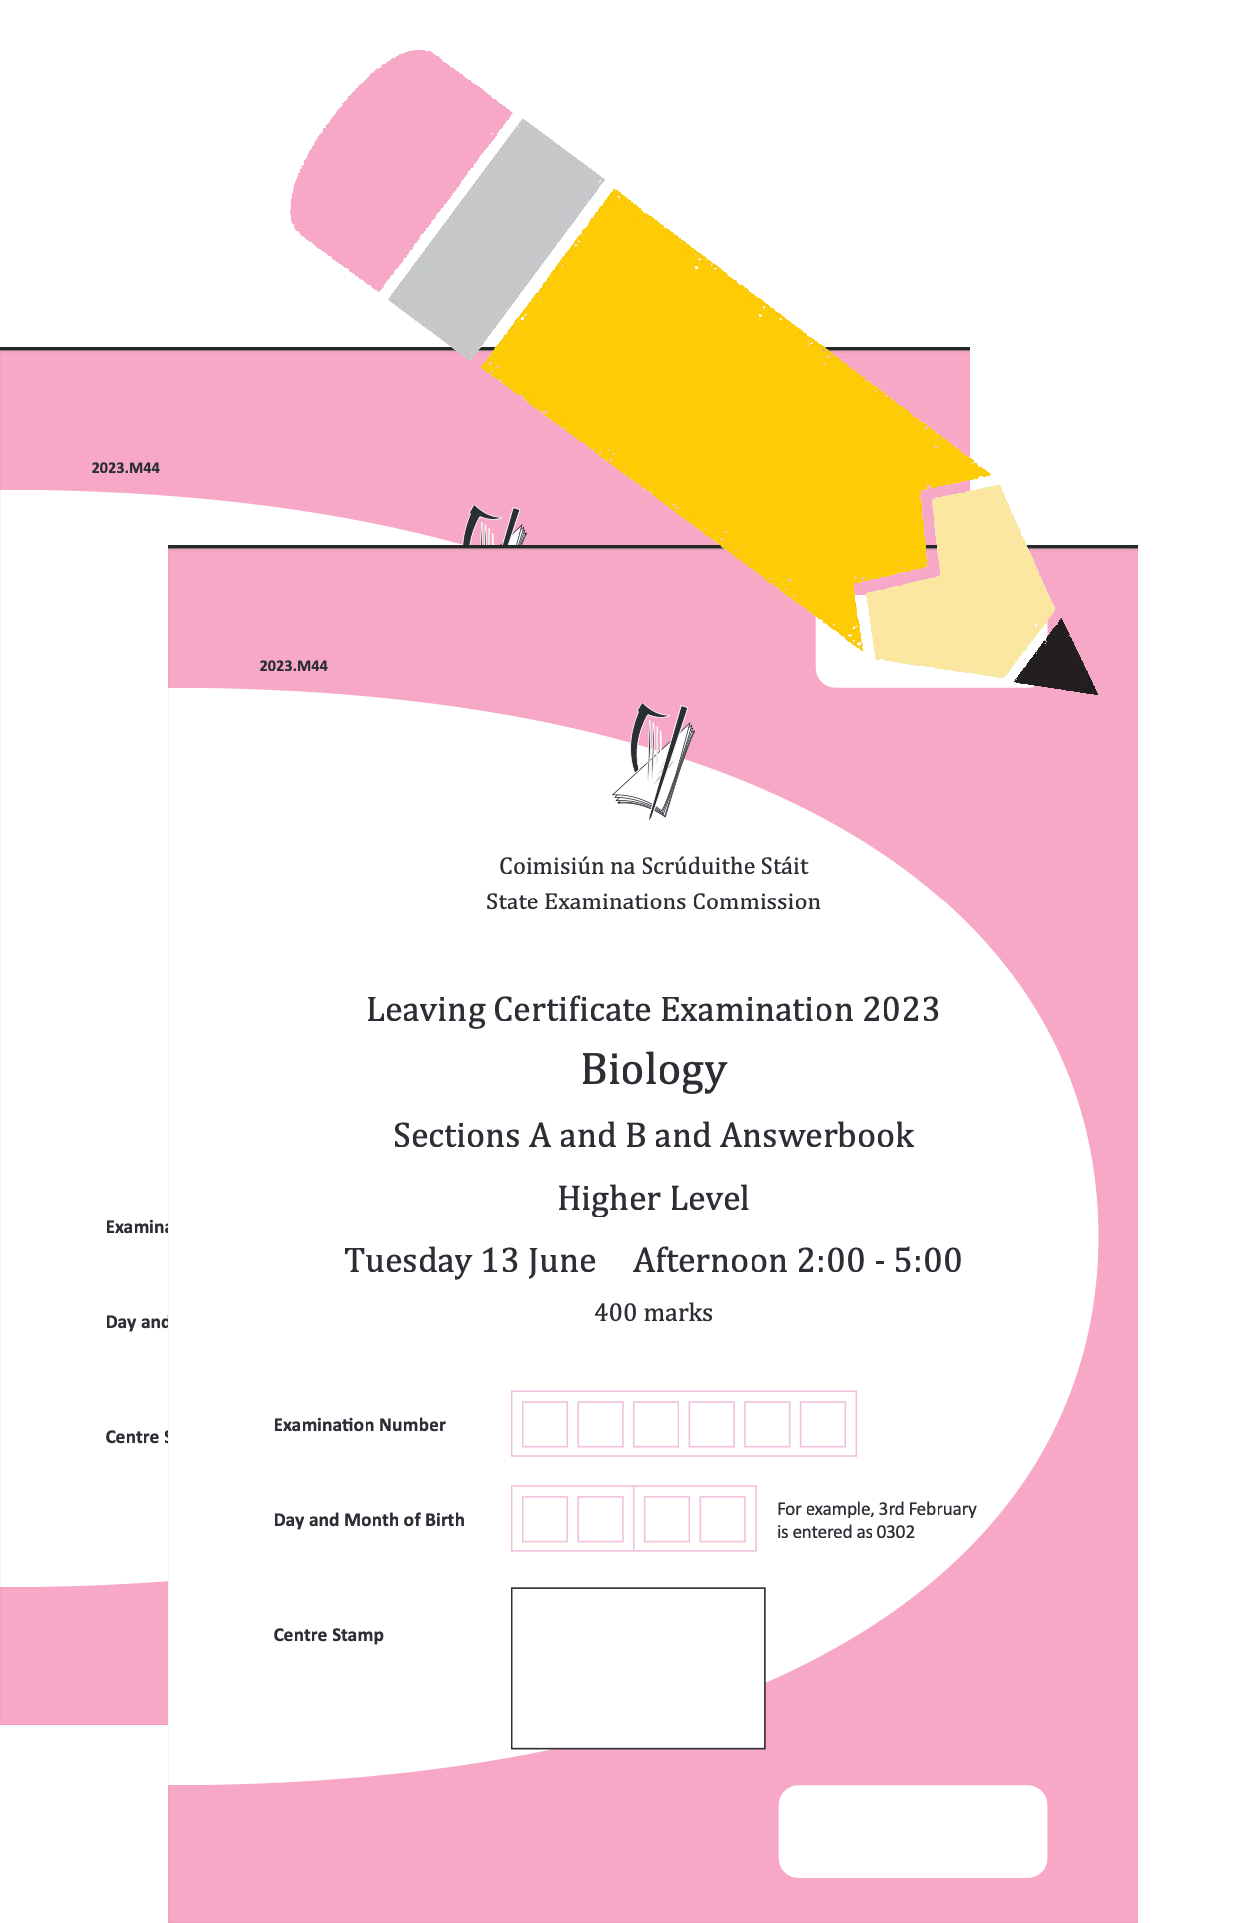 2023.M44
2023.M44
Coimisiún na Scrúduithe Stáit
State Examinations Commission
Leaving Certificate Examination 2023
Biology
Sections A and B and Answerbook
Higher Level
Tuesday 13 June    Afternoon 2:00 - 5:00
400 marks
Examination Number
Day and Month of Birth
For example, 3rd February
is entered as 0302
Centre Stamp
Day and
Centre